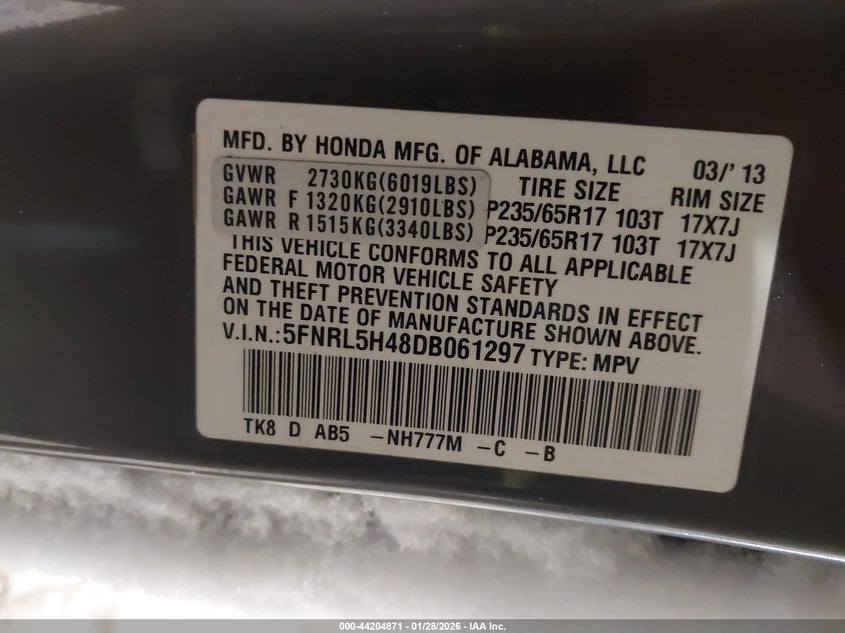 MFD. BY HONDA MFG. OF ALABAMA, LLC 03/' 13
GVWR 2730KG(6019LBS) TIRE SIZE RIM SIZE
GAWR F 1320KG(2910LBS) P235/65R17 103T 17X7J
GAWR R 1515KG(3340LBS) P235/65R17 103T 17X7J
THIS VEHICLE CONFORMS TO ALL APPLICABLE
FEDERAL MOTOR VEHICLE SAFETY
AND THEFT PREVENTION STANDARDS IN EFFECT
ON THE DATE OF MANUFACTURE SHOWN ABOVE.
V.I.N.:5FNRL5H48DB061297 TYPE: MPV
TK8 D AB5 -NH777M -C -B
000-44204871 - 01/28/2026 - IAA Inc.